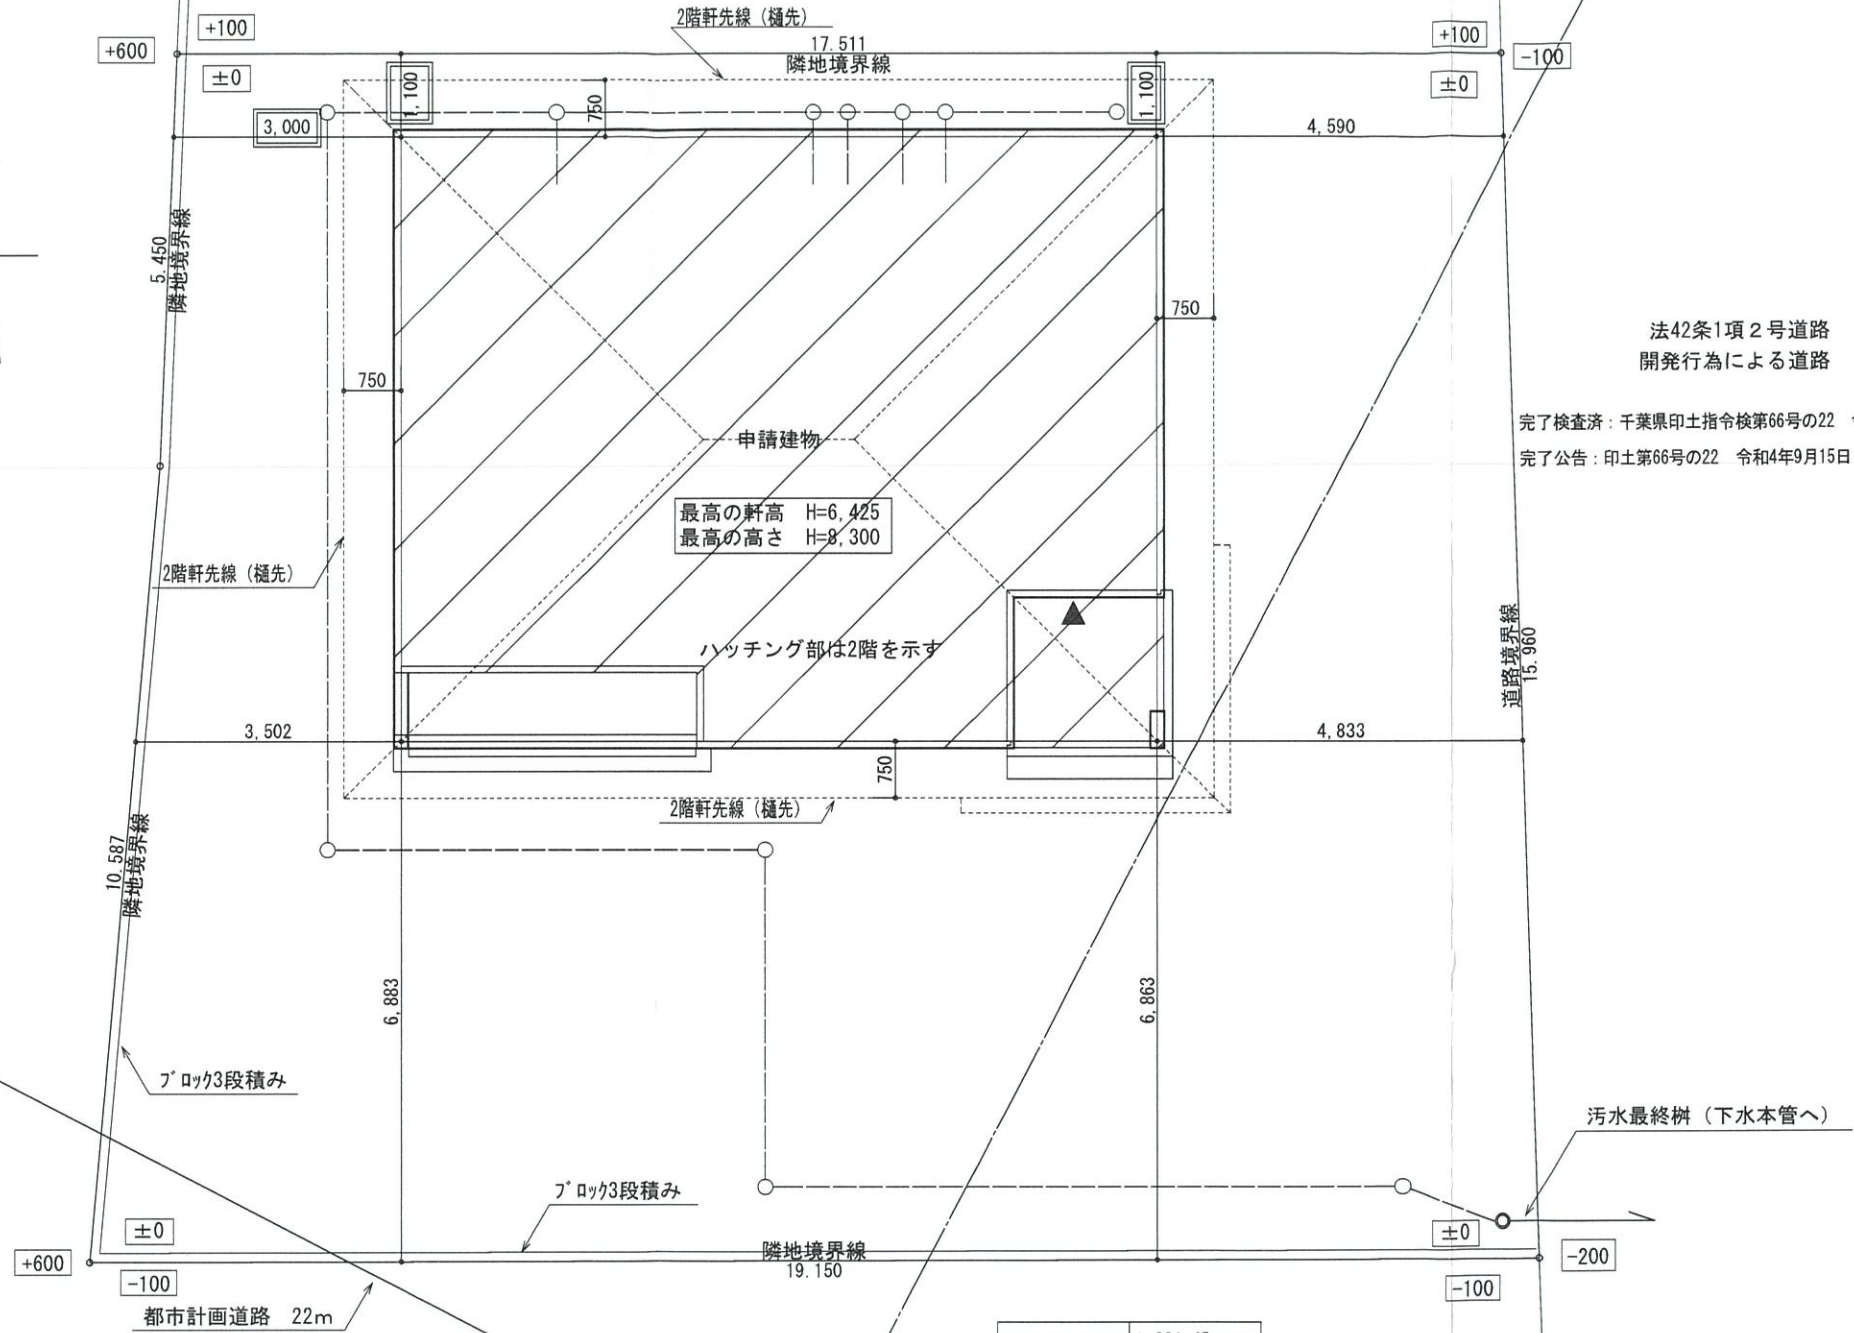 2階軒先線（樋先）
+100
+600
±0
17.511
隣地境界線
+100
-100
±0
1,100
750
1,100
3,000
4,590
5.450
隣地境界線
750
750
法42条1項２号道路
開発行為による道路
完了検査済：千葉県印土指令検第66号の22
完了公告：印土第66号の22 令和4年9月15日
申請建物
最高の軒高 H=6,425
最高の高さ H=8,300
2階軒先線（樋先）
ハッチング部は2階を示す
道路境界線
15.960
3,502
4,833
750
2階軒先線（樋先）
10.587
隣地境界線
6,883
6,863
ﾌﾞﾛｯｸ3段積み
汚水最終桝（下水本管へ）
ﾌﾞﾛｯｸ3段積み
±0
±0
隣地境界線
19.150
+600
-100
-200
-100
都市計画道路 22m